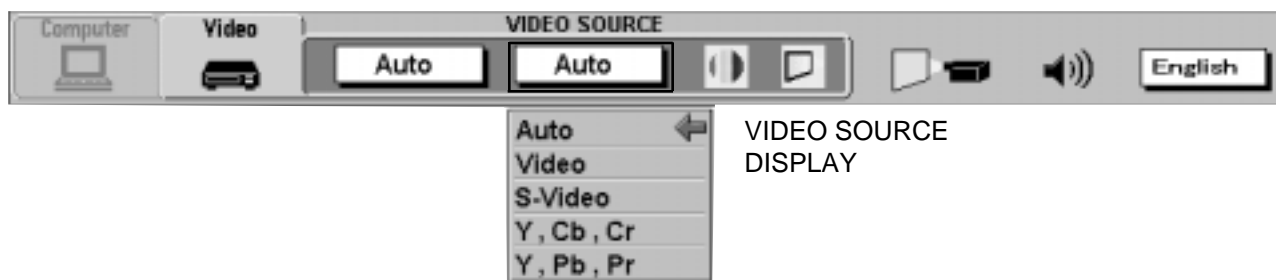 Computer
Video
VIDEO SOURCE
Auto
Auto
English
Auto
Video
S-Video
Y , Cb , Cr
Y , Pb , Pr
VIDEO SOURCE
DISPLAY